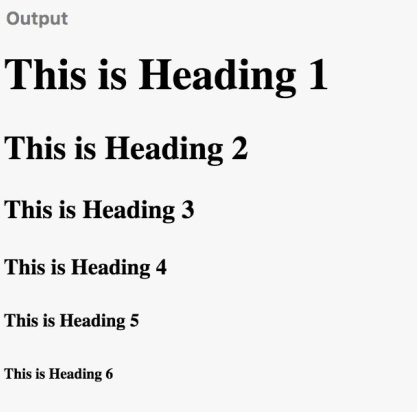 Output
This is Heading 1
This is Heading 2
This is Heading 3
This is Heading 4
This is Heading 5
This is Heading 6